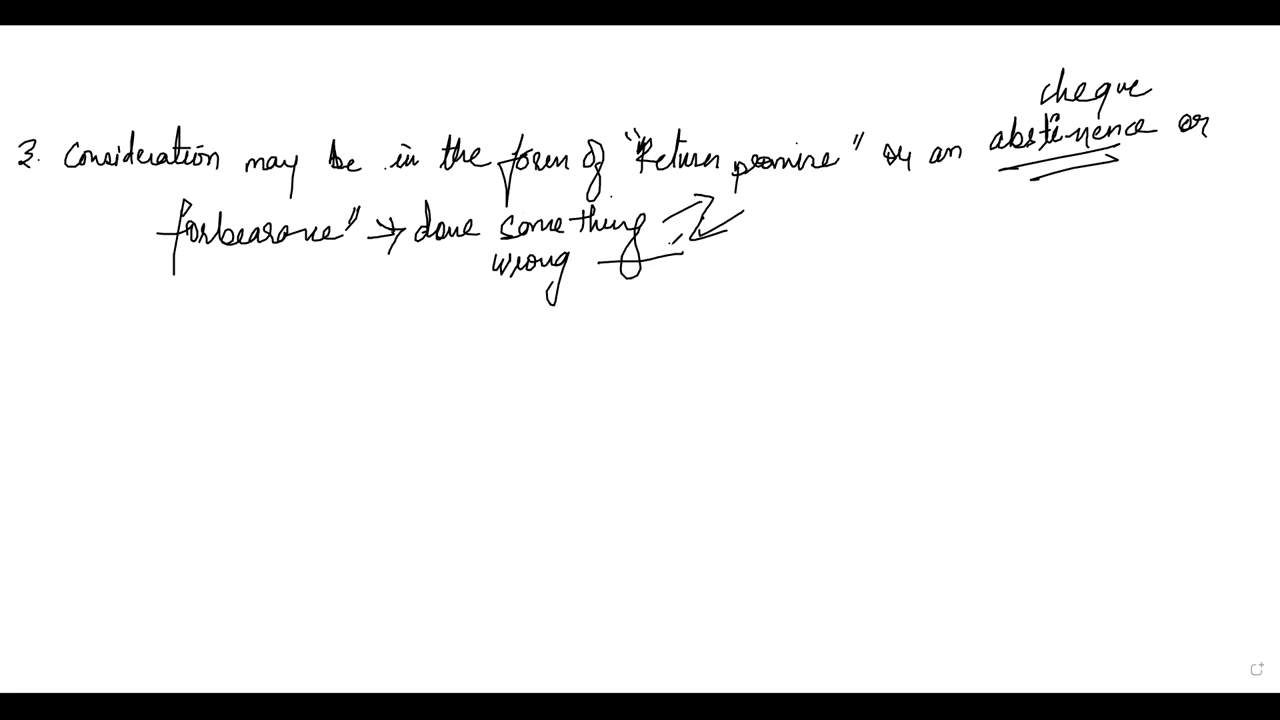 cheque
3. Consideration may be in the form of "Return promise" or an abstinence or
forbearance" → done something
wrong